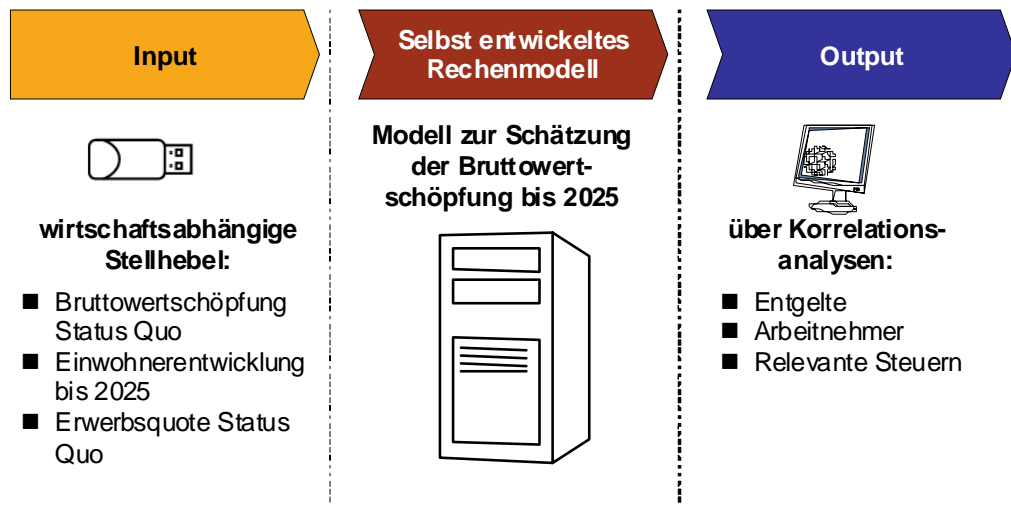 Input
wirtschaftsabhängige
Stellhebel:
■ Bruttowertschöpfung
Status Quo
■ Einwohnerentwicklung
bis 2025
■ Erwerbsquote Status
Quo
Selbst entwickeltes
Rechenmodell
Modell zur Schätzung
der Bruttowert-
schöpfung bis 2025
Output
über Korrelations-
analysen:
■ Entgelte
■ Arbeitnehmer
■ Relevante Steuern